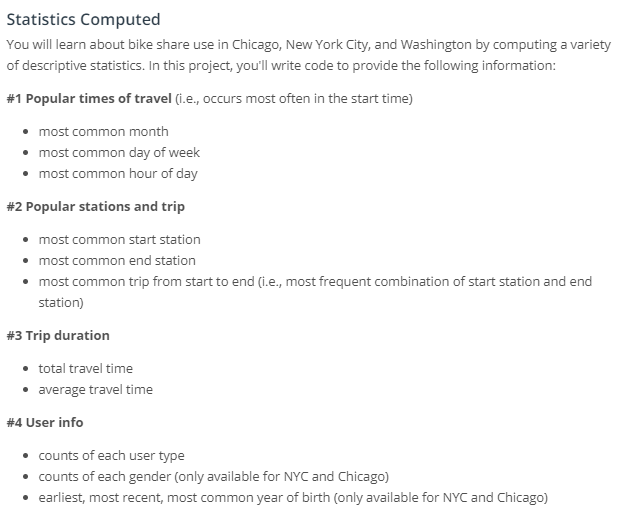 Statistics Computed
You will learn about bike share use in Chicago, New York City, and Washington by computing a variety
of descriptive statistics. In this project, you'll write code to provide the following information:
#1 Popular times of travel (i.e., occurs most often in the start time)
• most common month
• most common day of week
• most common hour of day
#2 Popular stations and trip
• most common start station
• most common end station
• most common trip from start to end (i.e., most frequent combination of start station and end
station)
#3 Trip duration
• total travel time
• average travel time
#4 User info
• counts of each user type
• counts of each gender (only available for NYC and Chicago)
• earliest, most recent, most common year of birth (only available for NYC and Chicago)